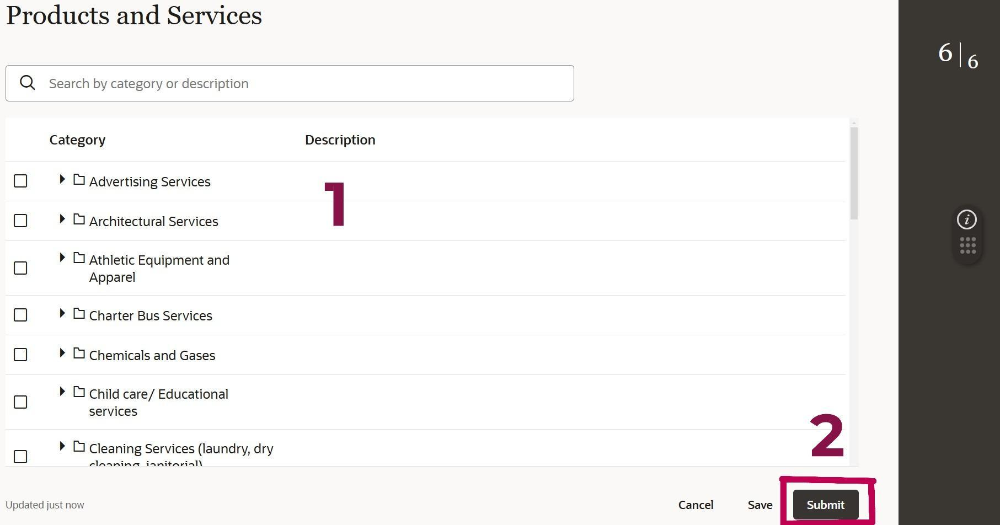 Products and Services
6 | 6
Search by category or description
Category Description
Advertising Services
1
Architectural Services
Athletic Equipment and
Apparel
Charter Bus Services
Chemicals and Gases
Child care/ Educational
services
2
Cleaning Services (laundry, dry
cleaning, janitorial)
Updated just now Cancel Save Submit